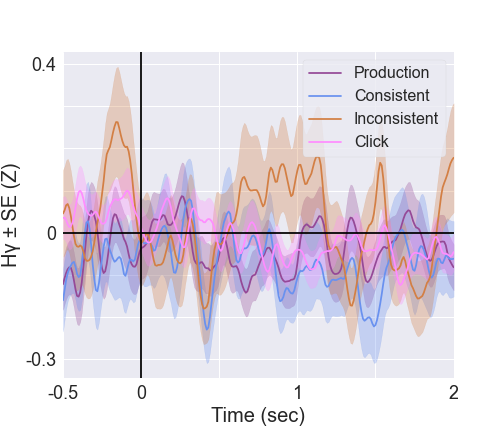 Production
Consistent
Inconsistent
Click
0.4
0
-0.3
Hγ ± SE (Z)
-0.5
0
1
2
Time (sec)